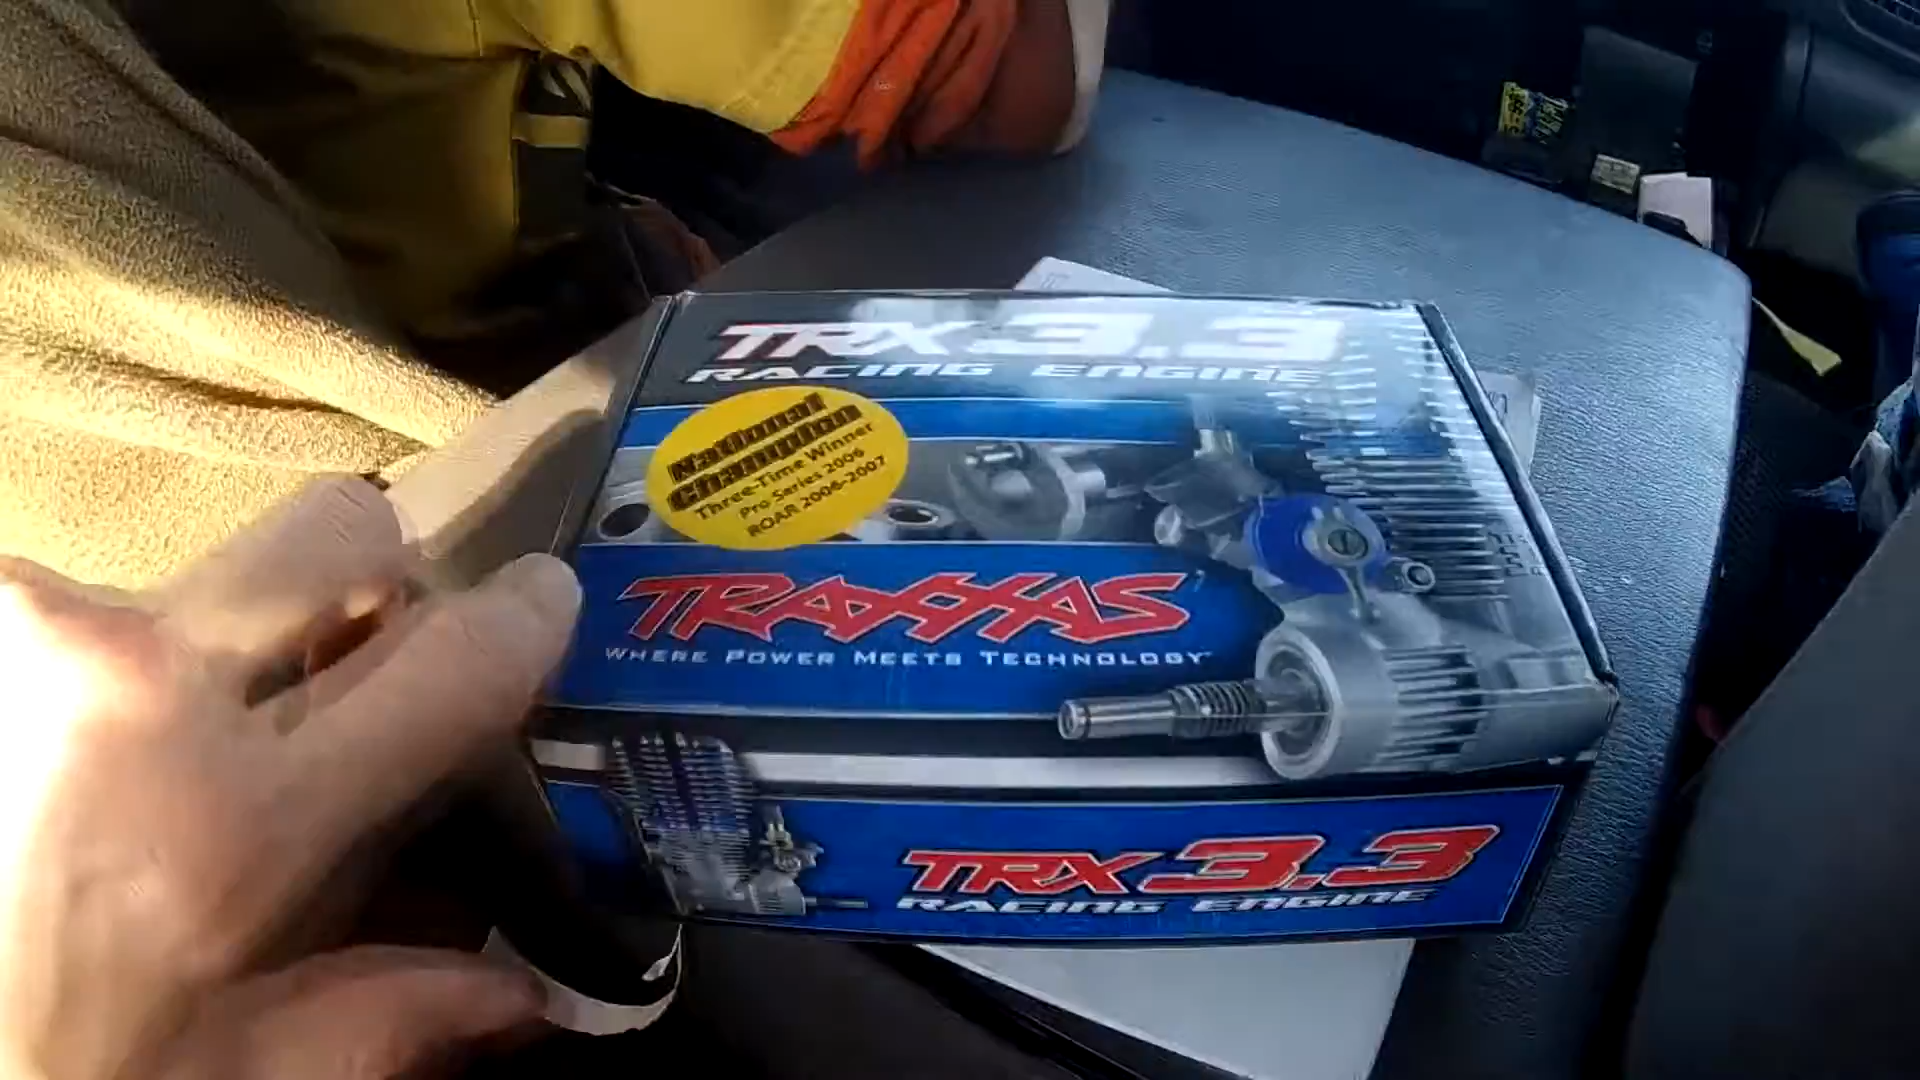 TRX 3.3
RACING ENGINE
National
Champion
Three-Time Winner
Pro Series 2006
ROAR 2006-2007
TRAXXAS
WHERE POWER MEETS TECHNOLOGY
TRX 3.3
RACING ENGINE